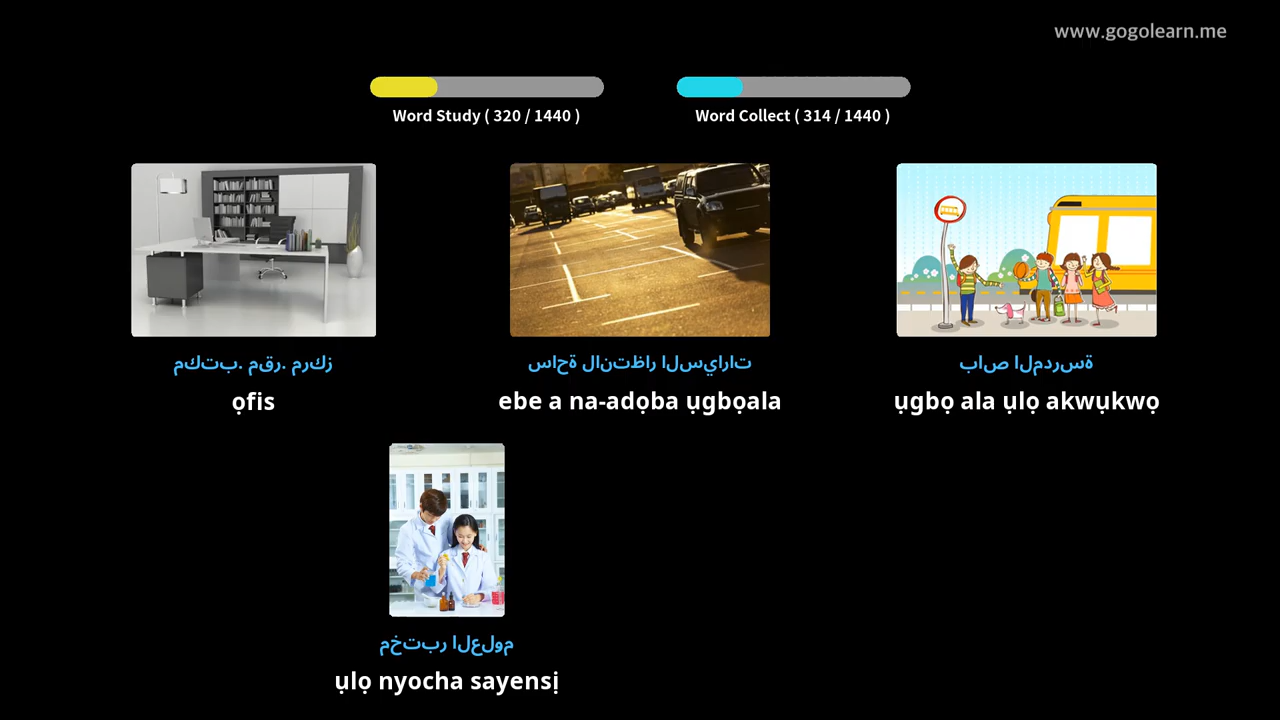 www.gogolearn.me
Word Study ( 320 / 1440 )
Word Collect ( 314 / 1440 )
مكتب. مقر. مركز
ọfis
ساحة لانتظار السيارات
ebe a na-adọba ụgbọala
باص المدرسة
ụgbọ ala ụlọ akwụkwọ
مختبر العلوم
ụlọ nyocha sayensị